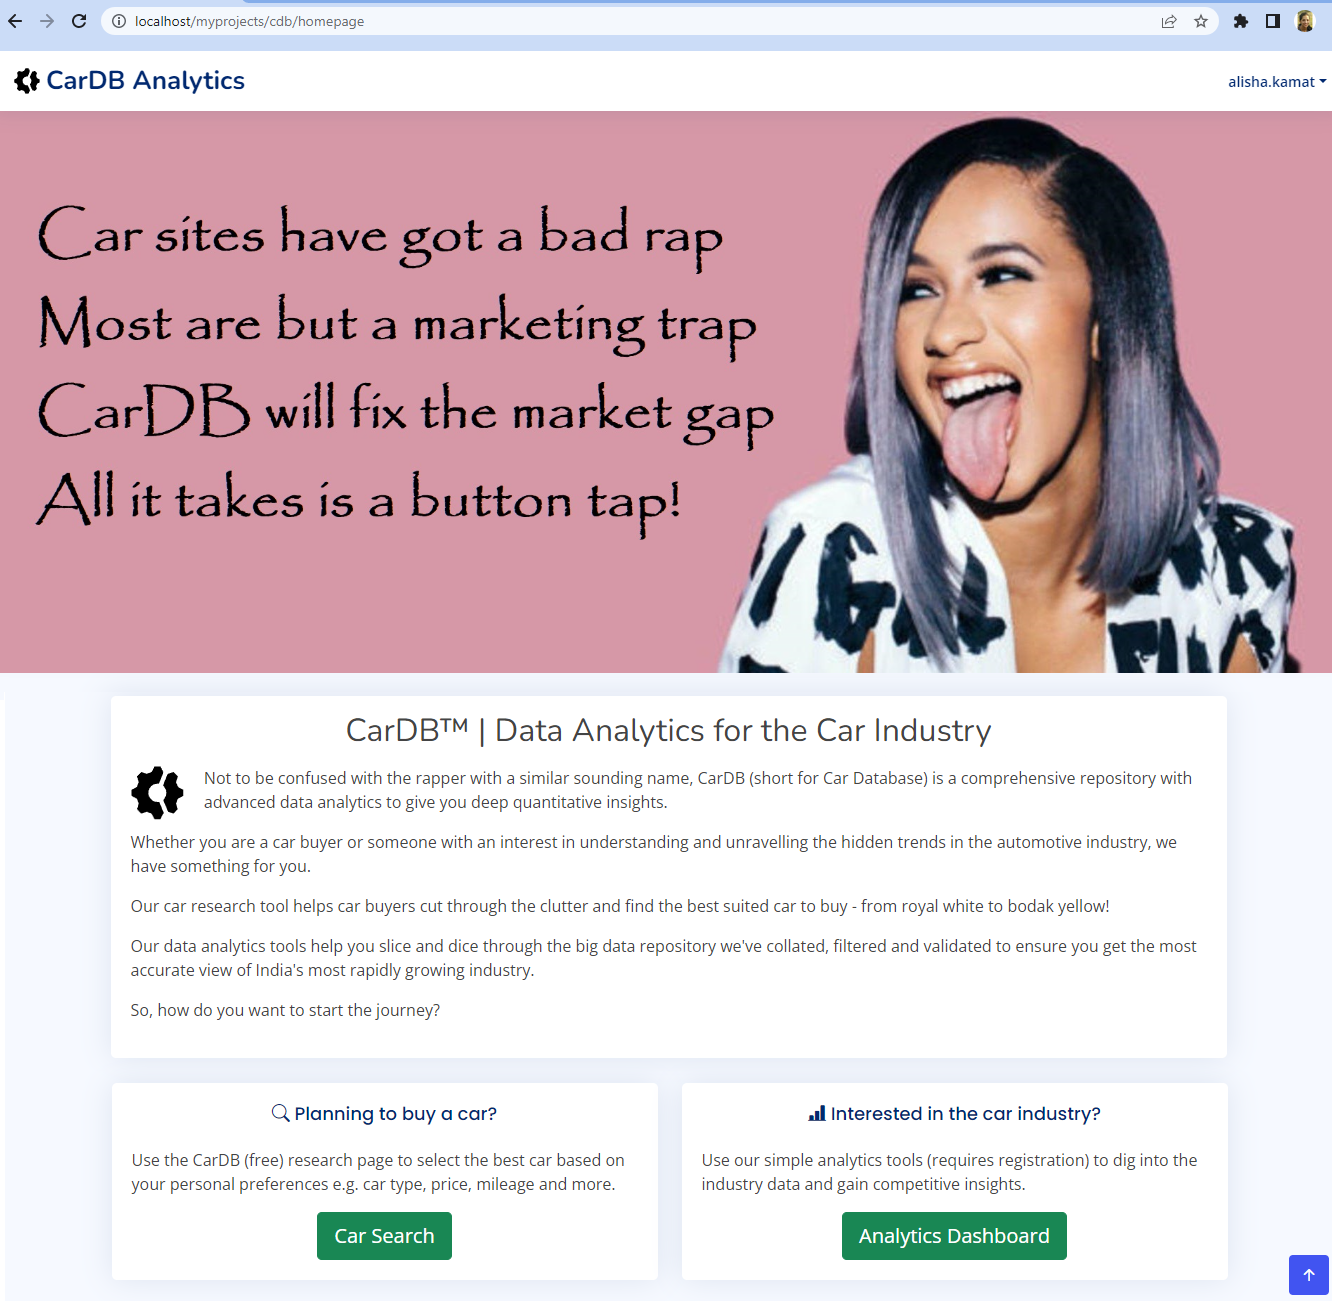 localhost/myprojects/cdb/homepage
CarDB Analytics
alisha.kamat
Car sites have got a bad rap
Most are but a marketing trap
CarDB will fix the market gap
All it takes is a button tap!
CarDB™ | Data Analytics for the Car Industry
Not to be confused with the rapper with a similar sounding name, CarDB (short for Car Database) is a comprehensive repository with
advanced data analytics to give you deep quantitative insights.
Whether you are a car buyer or someone with an interest in understanding and unravelling the hidden trends in the automotive industry, we
have something for you.
Our car research tool helps car buyers cut through the clutter and find the best suited car to buy - from royal white to bodak yellow!
Our data analytics tools help you slice and dice through the big data repository we've collated, filtered and validated to ensure you get the most
accurate view of India's most rapidly growing industry.
So, how do you want to start the journey?
Planning to buy a car?
Use the CarDB (free) research page to select the best car based on
your personal preferences e.g. car type, price, mileage and more.
Car Search
Interested in the car industry?
Use our simple analytics tools (requires registration) to dig into the
industry data and gain competitive insights.
Analytics Dashboard